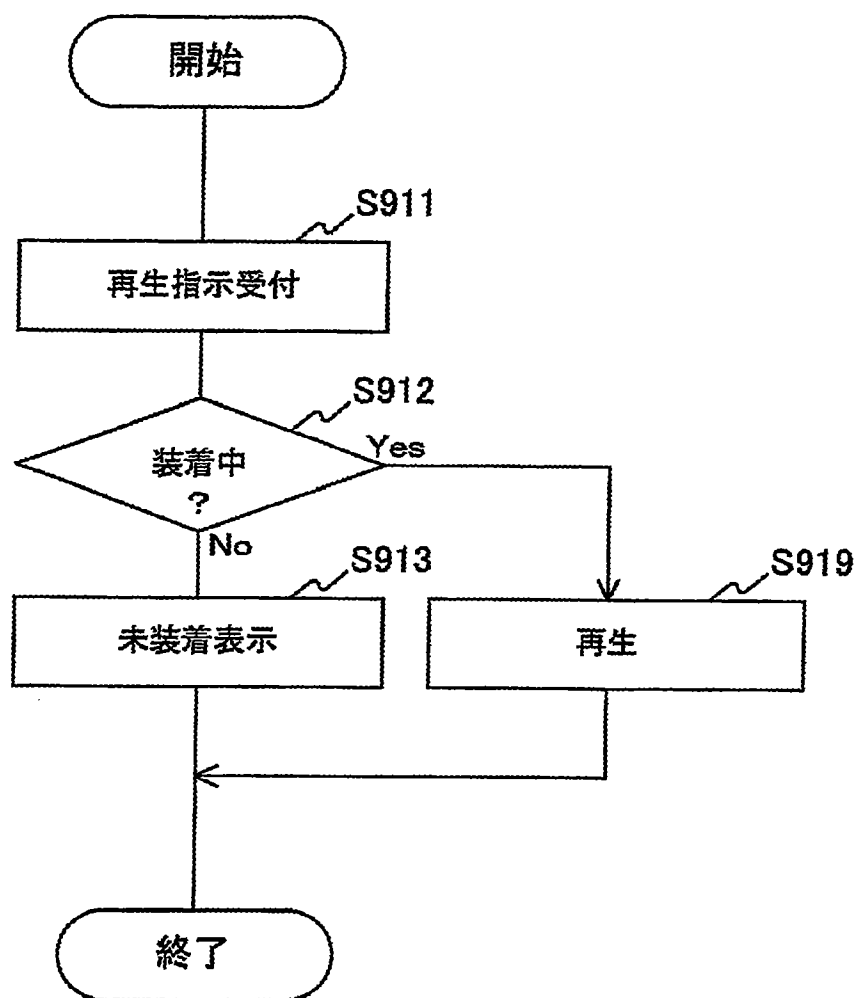 開始
S911
再生指示受付
S912
装着中
?
Yes
No
S913
未装着表示
S919
再生
終了